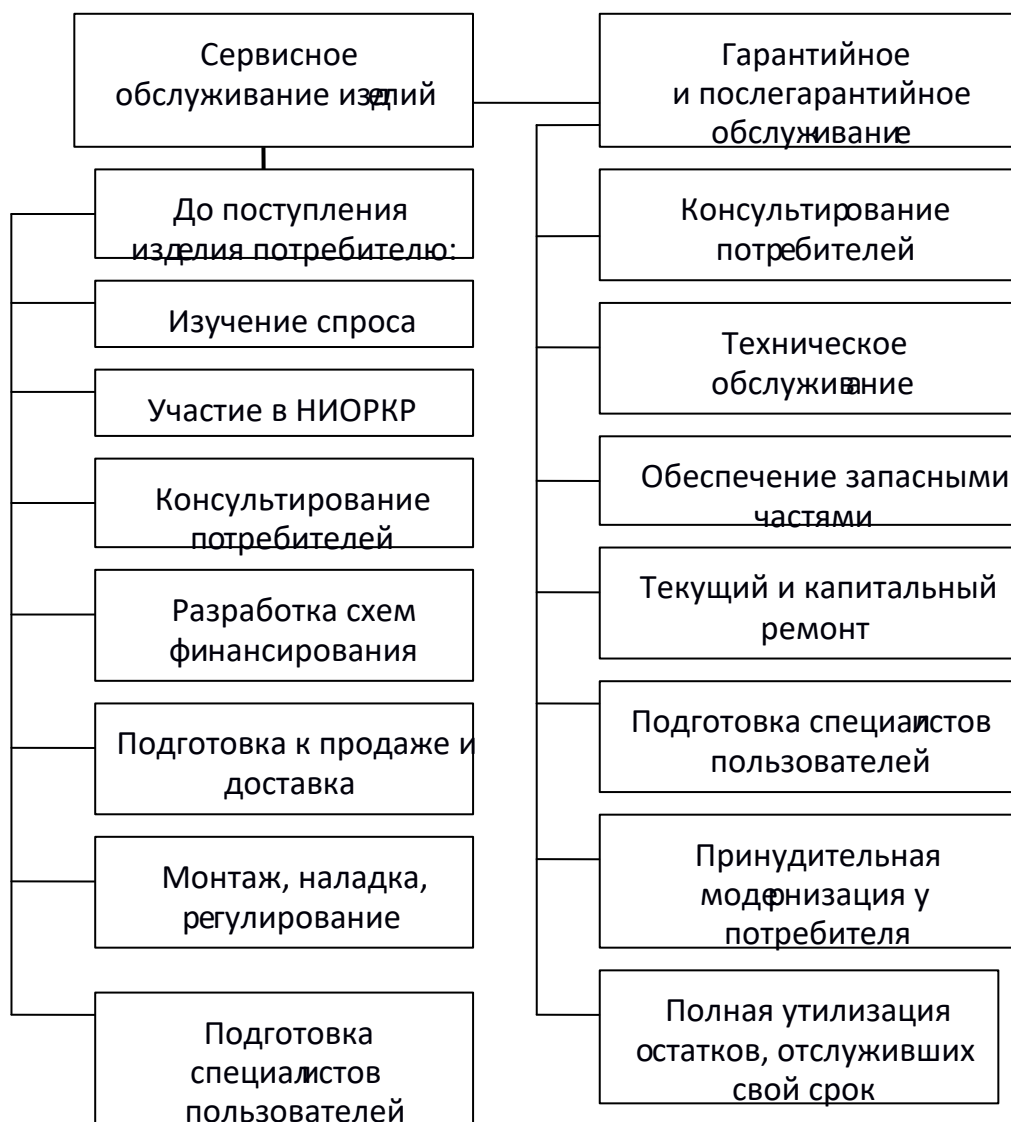 Сервисное
обслуживание изделий
До поступления
изделия потребителю:
Изучение спроса
Участие в НИОРКР
Консультирование
потребителей
Разработка схем
финансирования
Подготовка к продаже и
доставка
Монтаж, наладка,
регулирование
Подготовка
специалистов
пользователей
Гарантийное
и послегарантийное
обслуживание
Консультирование
потребителей
Техническое
обслуживание
Обеспечение запасными
частями
Текущий и капитальный
ремонт
Подготовка специалистов
пользователей
Принудительная
модернизация у
потребителя
Полная утилизация
остатков, отслуживших
свой срок